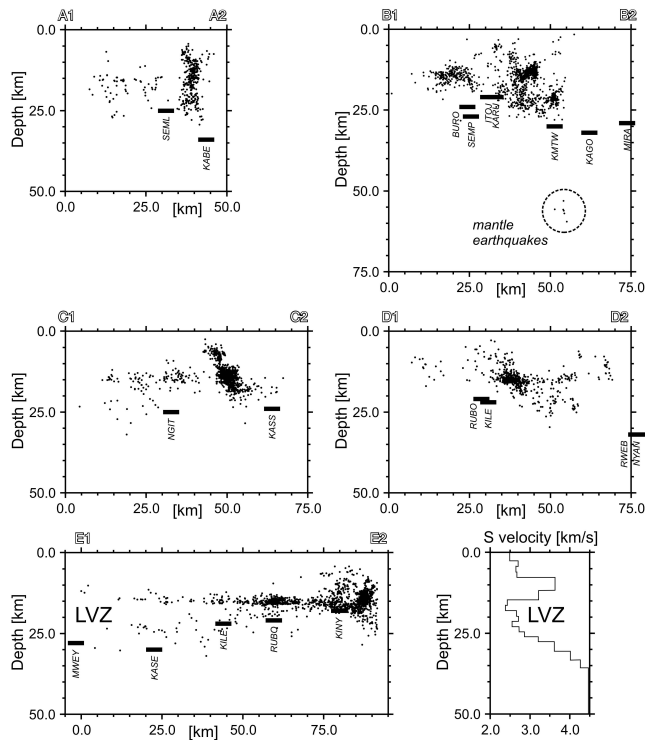 A1 A2
0.0
25.0
50.0
Depth [km]
SEML
KABE
0.0 25.0 50.0
[km]
B1 B2
0.0
25.0
50.0
75.0
Depth [km]
BURO
SEMP
ITOJ
KARU
KMTW
KAGO
MIRA
mantle
earthquakes
0.0 25.0 50.0 75.0
[km]
C1 C2
0.0
25.0
50.0
Depth [km]
NGIT
KASS
0.0 25.0 50.0 75.0
[km]
D1 D2
0.0
25.0
50.0
Depth [km]
RUBO
KILE
RWEB
NYAN
0.0 25.0 50.0 75.0
[km]
E1 E2
0.0
25.0
50.0
Depth [km]
LVZ
MWEY
KASE
KILE
RUBQ
KINY
0.0 25.0 50.0 75.0
[km]
S velocity [km/s]
0.0
25.0
50.0
Depth [km]
LVZ
2.0 3.0 4.0